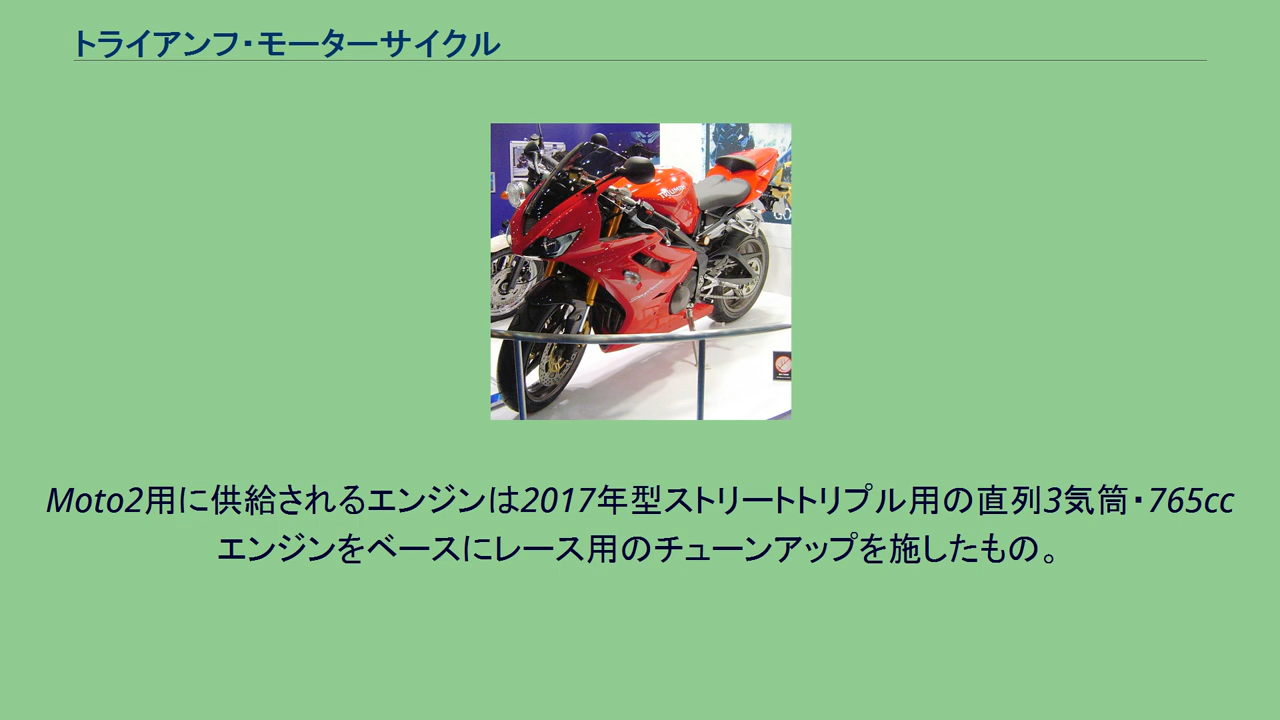 トライアンフ・モーターサイクル
TRIUMPH
Moto2用に供給されるエンジンは2017年型ストリートトリプル用の直列3気筒・765cc
エンジンをベースにレース用のチューンアップを施したもの。